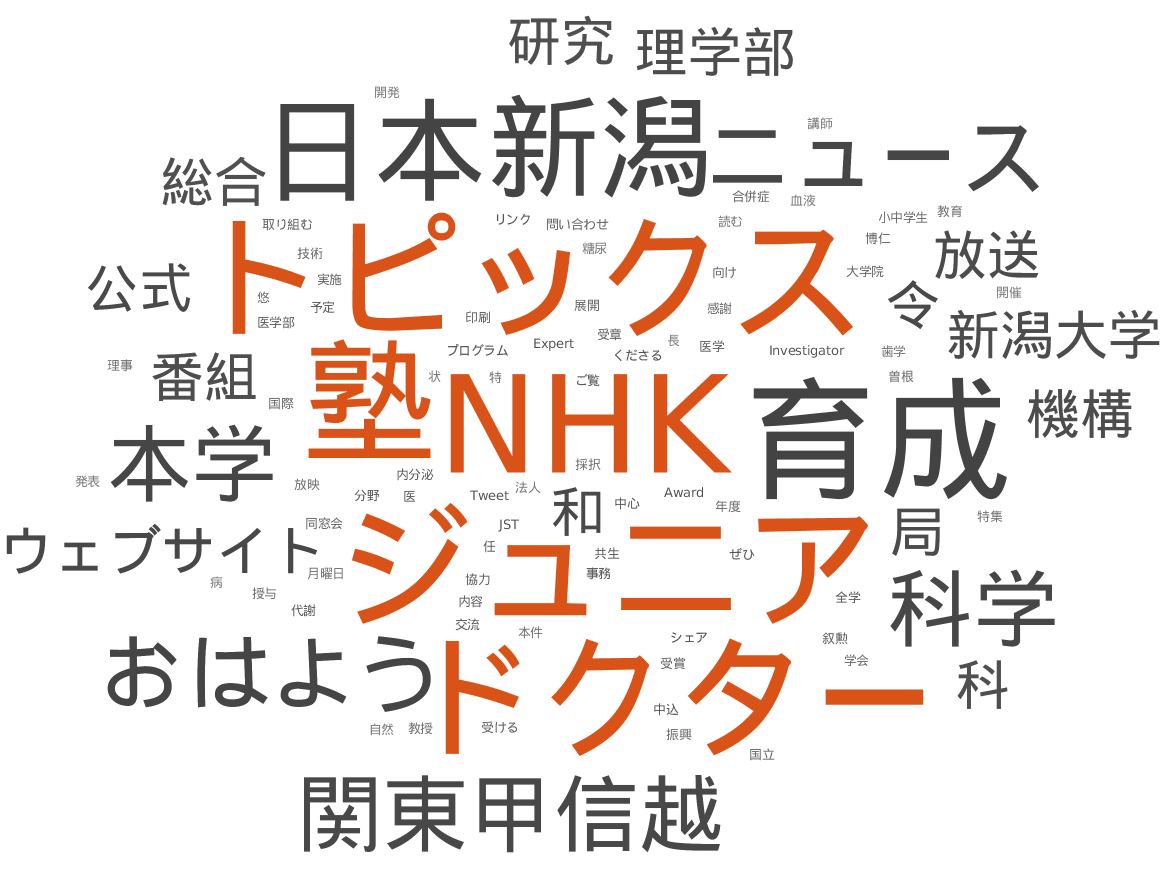 研究 理学部
開発
日本 新潟 ニュース
講師
総合
合併症 血液
取り組む リンク 問い合わせ 読む 小中学生 教育
トピックス
技術 糖尿 博仁 放送
公式 実施 向け 大学院
悠 予定 展開 感謝 令 開催
医学部 印刷 受章 長 新潟大学
プログラム Expert くださる 医学 Investigator 歯学
理事 番組 塾 状 特 ご覧 曽根
国際 NHK 育成 機構
本学 採択
発表 放映 内分泌 法人
分野 医 Tweet 和 中心 Award 年度
同窓会 JST 局 特集
ウェブサイト ジュニア
任 共生 ぜひ
月曜日 協力 事務
病 授与 内容 全学 科学
代謝 交流
本件 シェア 叙勲
おはよう ドクター
受賞 学会 科
自然 教授 受ける 中込
振興 国立
関東甲信越